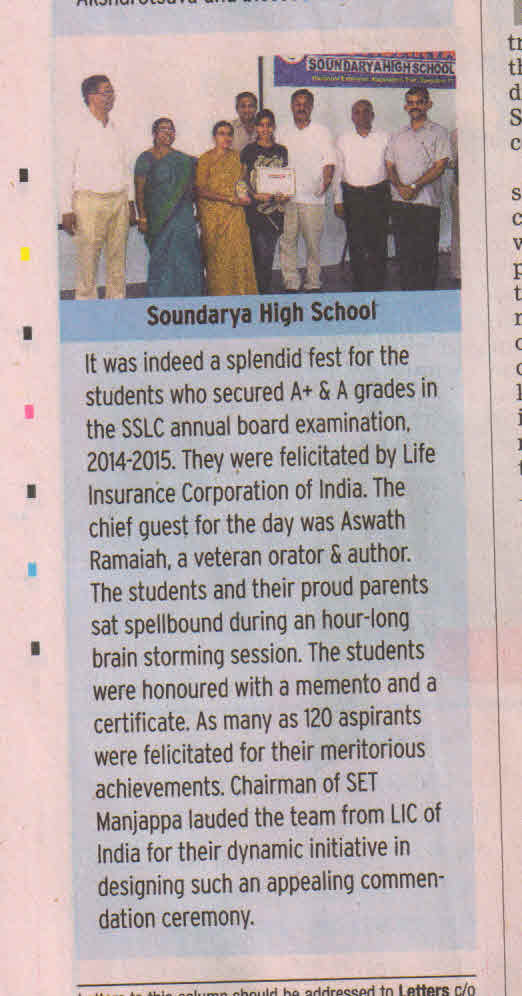 SOUNDARYA HIGH SCHOOL
Soundarya High School
It was indeed a splendid fest for the
students who secured A+ & A grades in
the SSLC annual board examination,
2014-2015. They were felicitated by Life
Insurance Corporation of India. The
chief guest for the day was Aswath
Ramaiah, a veteran orator & author.
The students and their proud parents
sat spellbound during an hour-long
brain storming session. The students
were honoured with a memento and a
certificate. As many as 120 aspirants
were felicitated for their meritorious
achievements. Chairman of SET
Manjappa lauded the team from LIC of
India for their dynamic initiative in
designing such an appealing commen-
dation ceremony.
Letters to this column should be addressed to Letters c/o